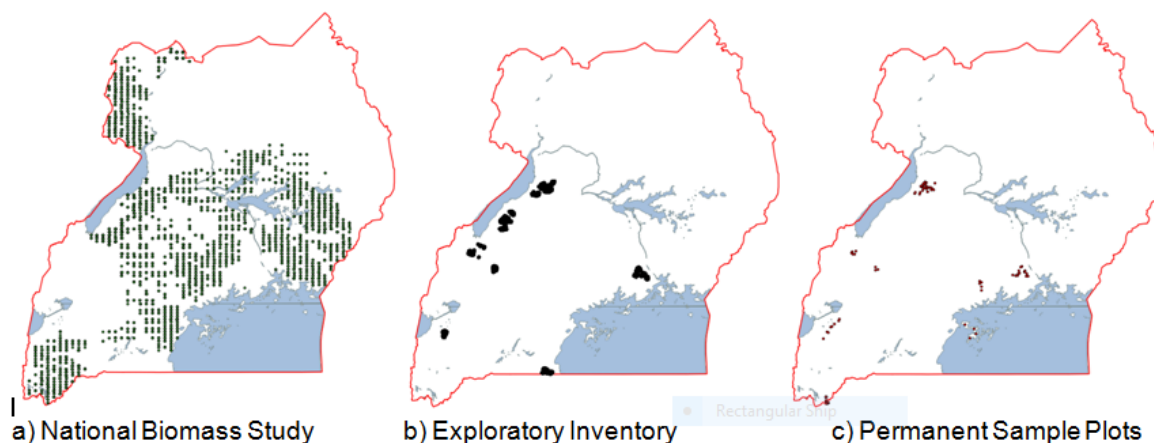 Rectangular Ship
a) National Biomass Study b) Exploratory Inventory c) Permanent Sample Plots